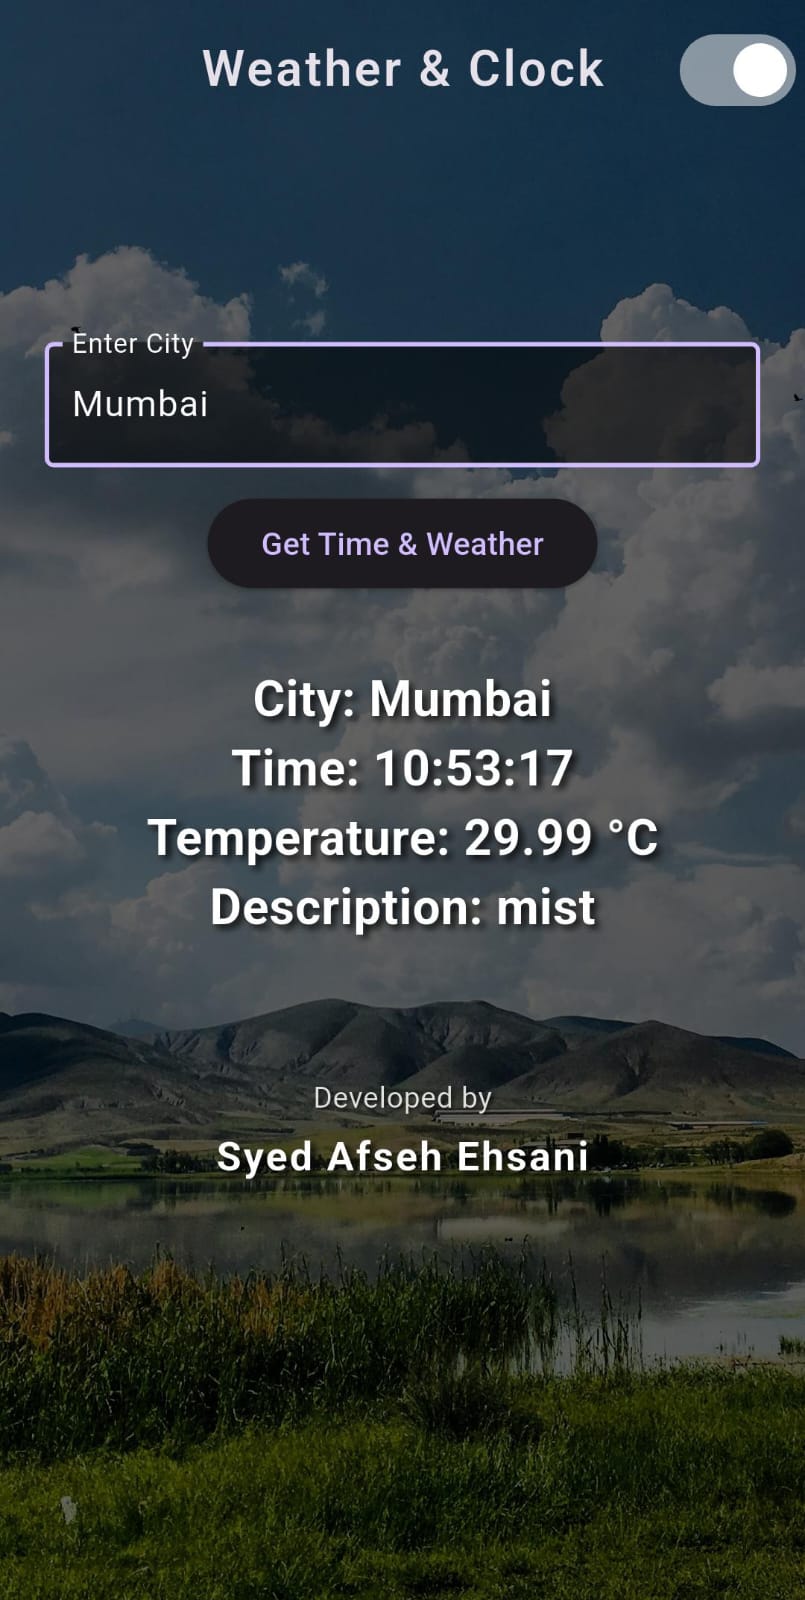 Weather & Clock
Enter City
Mumbai
Get Time & Weather
City: Mumbai
Time: 10:53:17
Temperature: 29.99 °C
Description: mist
Developed by
Syed Afseh Ehsani